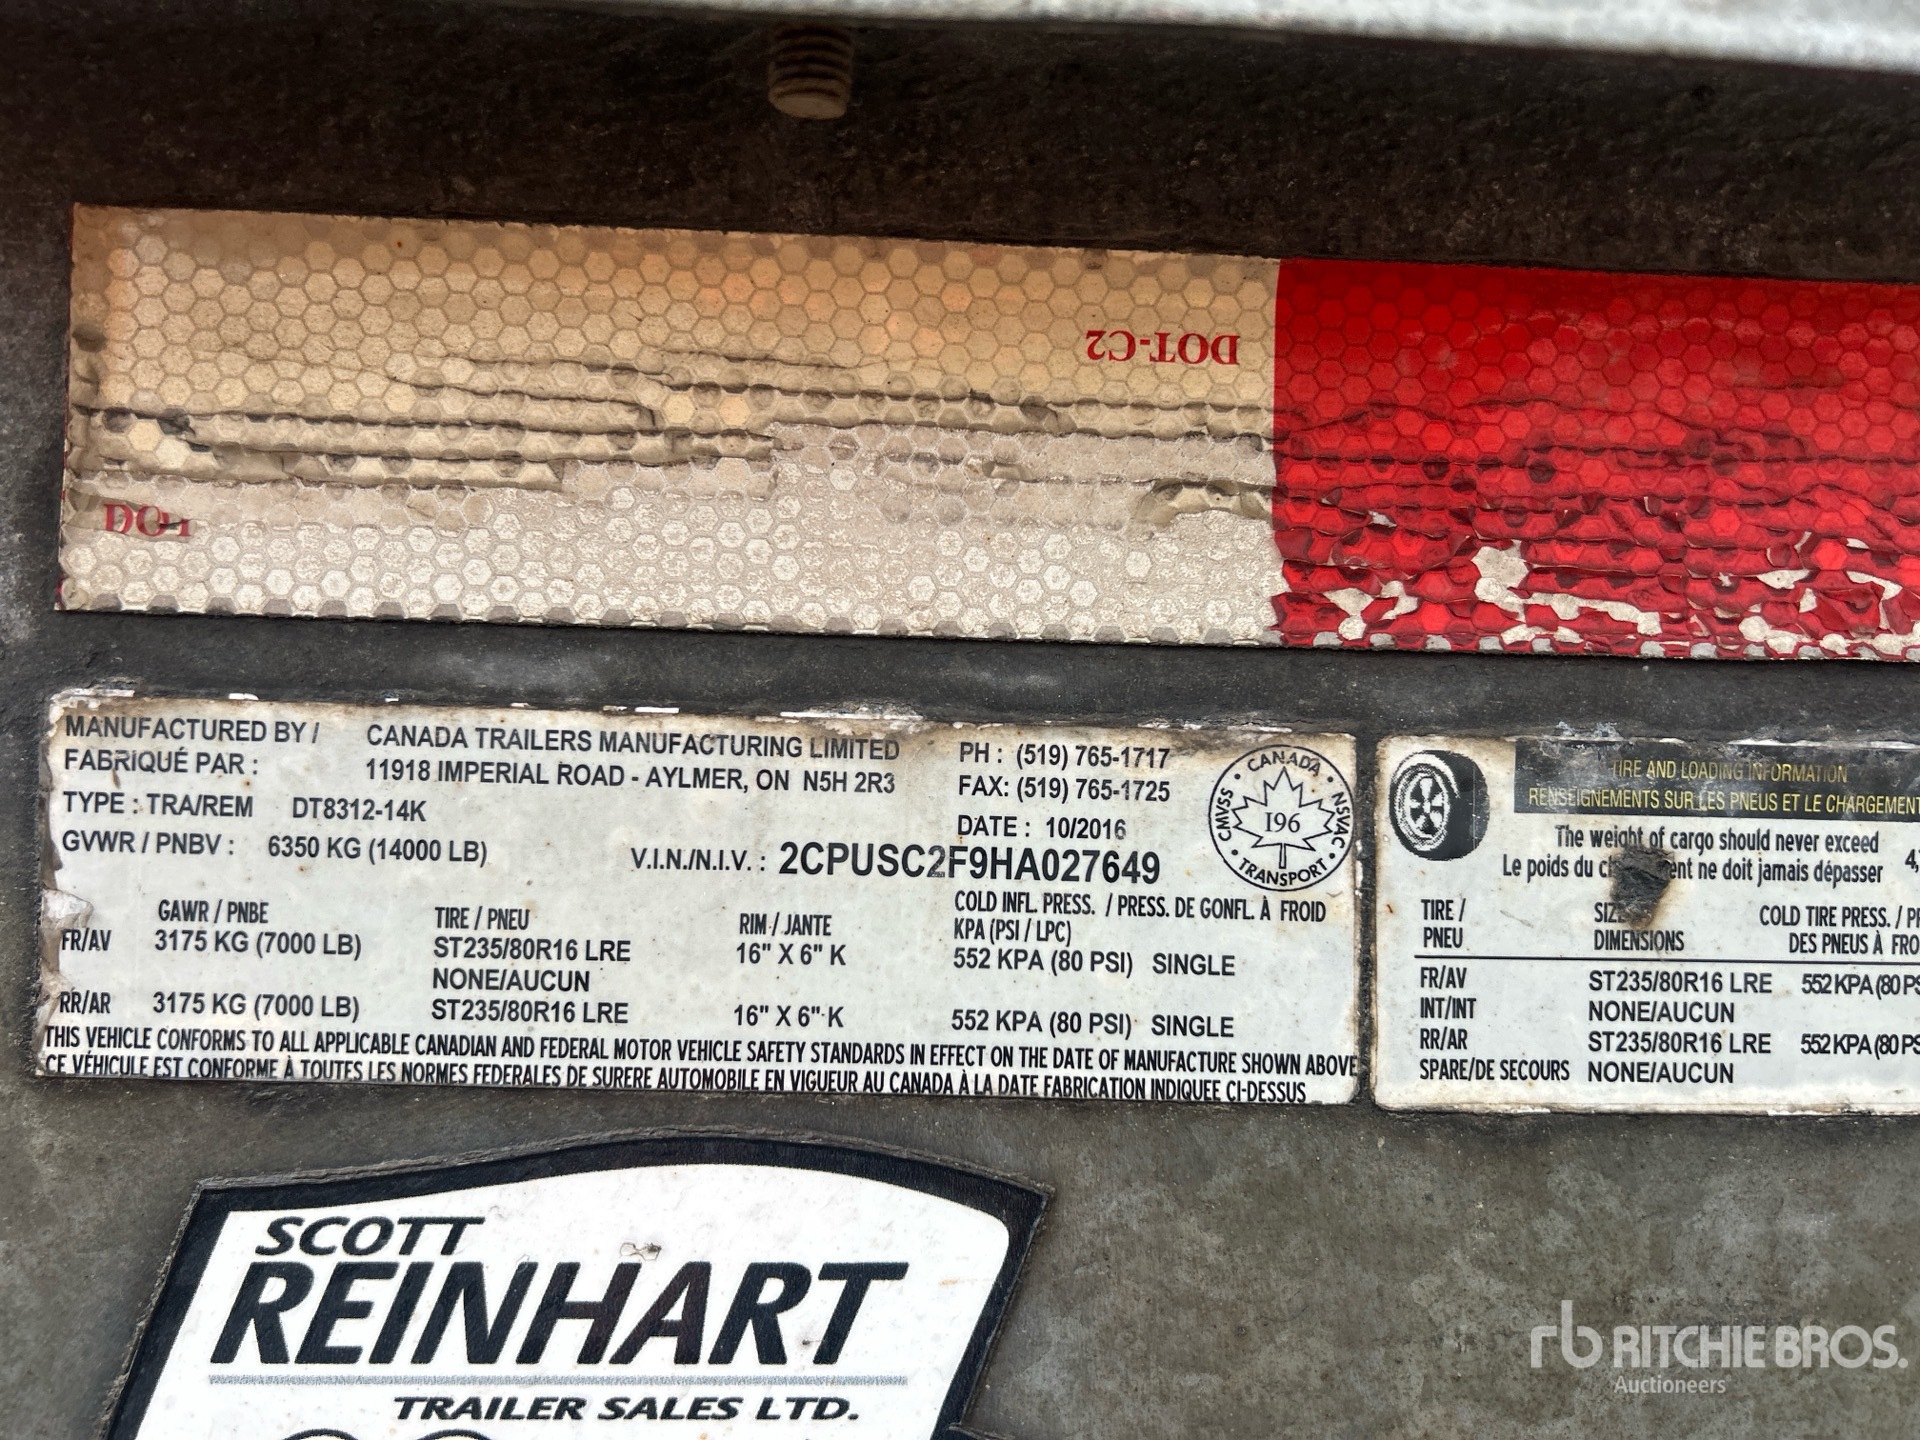 DOT-C2
MANUFACTURED BY /
FABRIQUÉ PAR :
CANADA TRAILERS MANUFACTURING LIMITED
11918 IMPERIAL ROAD - AYLMER, ON N5H 2R3
PH : (519) 765-1717
FAX: (519) 765-1725
TYPE : TRA/REM DT8312-14K
DATE : 10/2016
GVWR / PNBV : 6350 KG (14000 LB)
V.I.N./N.I.V. : 2CPUSC2F9HA027649
CANADA
CMVSS NSVAC
196
TRANSPORT
GAWR / PNBE TIRE / PNEU RIM / JANTE COLD INFL. PRESS. / PRESS. DE GONFL. À FROID
KPA (PSI / LPC)
FR/AV 3175 KG (7000 LB) ST235/80R16 LRE 16" X 6" K 552 KPA (80 PSI) SINGLE
NONE/AUCUN
RR/AR 3175 KG (7000 LB) ST235/80R16 LRE 16" X 6" K 552 KPA (80 PSI) SINGLE
THIS VEHICLE CONFORMS TO ALL APPLICABLE CANADIAN AND FEDERAL MOTOR VEHICLE SAFETY STANDARDS IN EFFECT ON THE DATE OF MANUFACTURE SHOWN ABOVE
CE VÉHICULE EST CONFORME À TOUTES LES NORMES FEDERALES DE SURERE AUTOMOBILE EN VIGUEUR AU CANADA À LA DATE FABRICATION INDIQUEE CI-DESSUS
TIRE AND LOADING INFORMATION
RENSEIGNEMENTS SUR LES PNEUS ET LE CHARGEMENT
The weight of cargo should never exceed
Le poids du ne doit jamais dépasser
TIRE / COLD TIRE PRESS. /
PNEU DIMENSIONS DES PNEUS À
FR/AV ST235/80R16 LRE 552 KPA (80
INT/INT NONE/AUCUN
RR/AR ST235/80R16 LRE 552 KPA (80
SPARE/DE SECOURS NONE/AUCUN
SCOTT
REINHART
TRAILER SALES LTD.
rb RITCHIE BROS.
Auctioneers